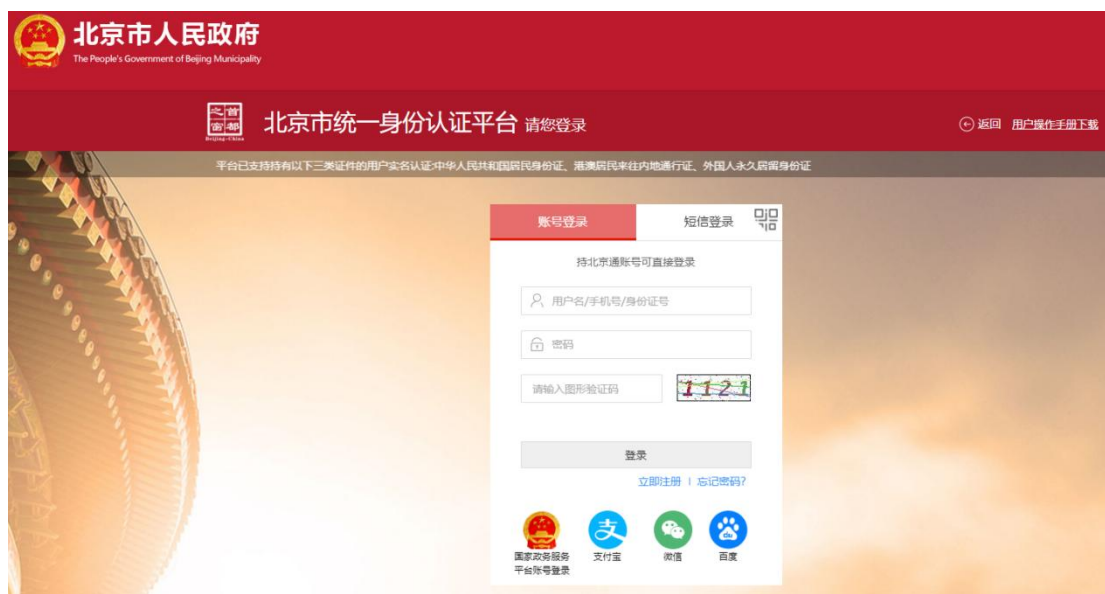 北京市人民政府
The People's Government of Beijing Municipality
首都之窗
Beijing-China
北京市统一身份认证平台 请您登录
返回 用户操作手册下载
平台已支持持有以下三类证件的用户实名认证:中华人民共和国居民身份证、港澳居民来往内地通行证、外国人永久居留身份证
账号登录 短信登录
持北京通账号可直接登录
用户名/手机号/身份证号
密码
请输入图形验证码 1121
登录
立即注册 | 忘记密码?
国家政务服务平台账号登录
支付宝
微信
百度